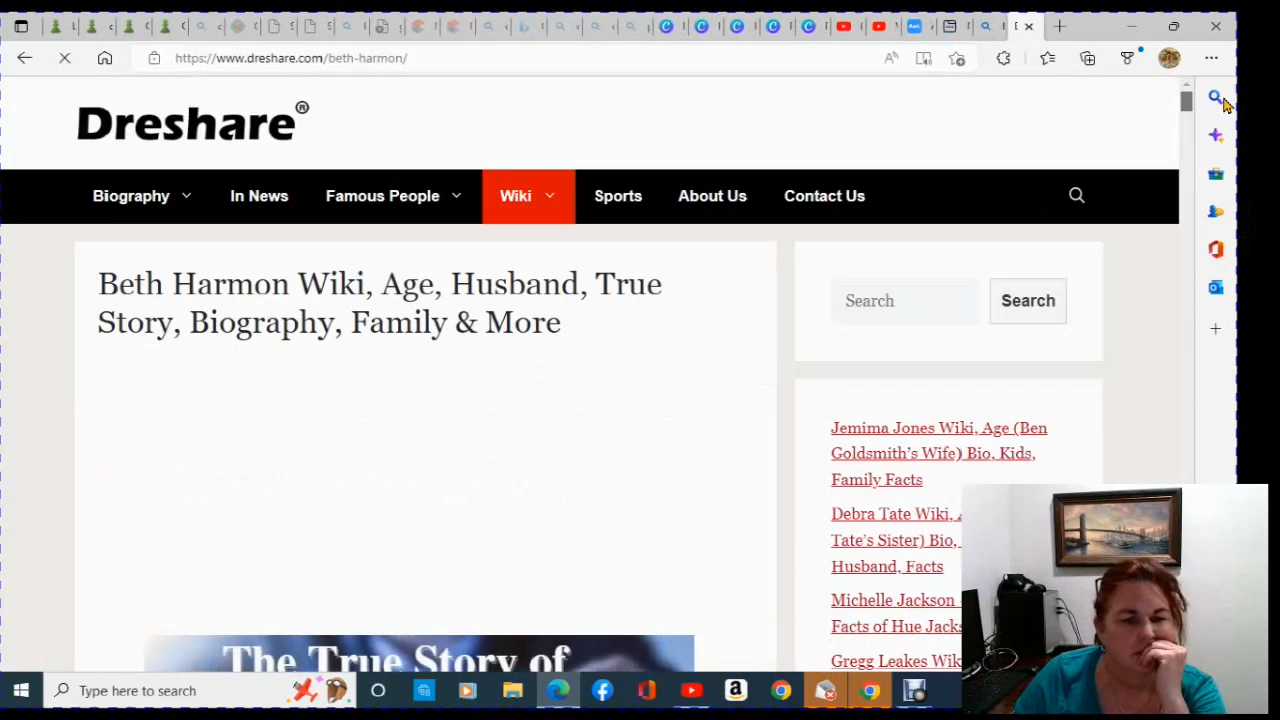 https://www.dreshare.com/beth-harmon/
Dreshare®
Biography
In News
Famous People
Wiki
Sports
About Us
Contact Us
Beth Harmon Wiki, Age, Husband, True
Story, Biography, Family & More
The True Story of
Search
Search
Jemima Jones Wiki, Age (Ben
Goldsmith's Wife) Bio, Kids,
Family Facts
Debra Tate Wiki,
Tate's Sister) Bio,
Husband, Facts
Michelle Jackson
Facts of Hue Jacks
Gregg Leakes Wik
Type here to search